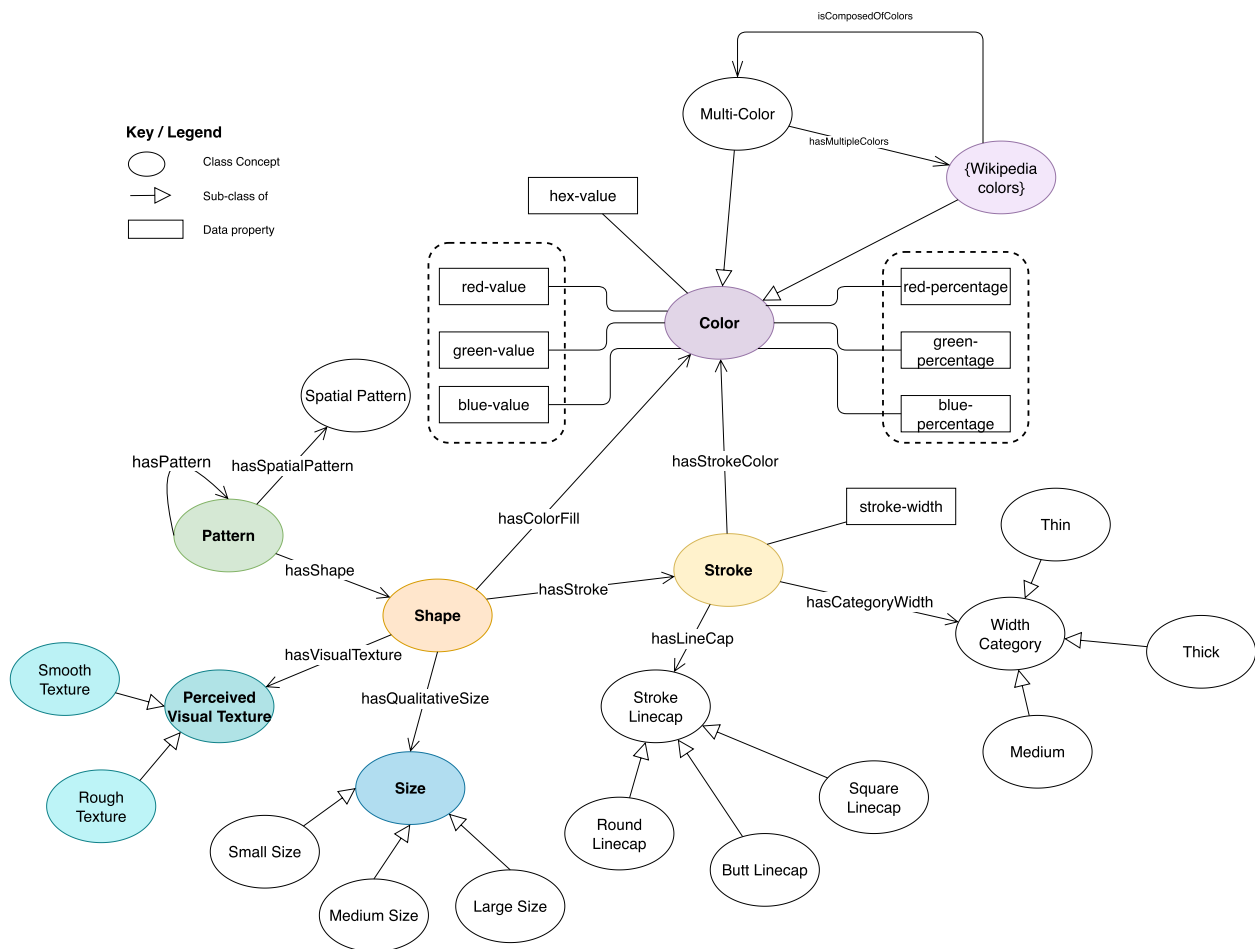 isComposedOfColors
Multi-Color
hasMultipleColors
{Wikipedia
colors}
Key / Legend
Class Concept
Sub-class of
Data property
hex-value
red-value
green-value
blue-value
Color
red-percentage
green-
percentage
blue-
percentage
Spatial Pattern
hasPattern
hasSpatialPattern
hasStrokeColor
Pattern
hasColorFill
stroke-width
Thin
hasShape
Stroke
hasStroke
hasCategoryWidth
Shape
hasLineCap
Width
Category
Thick
hasVisualTexture
Smooth
Texture
Perceived
Visual Texture
hasQualitativeSize
Stroke
Linecap
Medium
Rough
Texture
Size
Square
Linecap
Round
Linecap
Small Size
Butt Linecap
Medium Size
Large Size